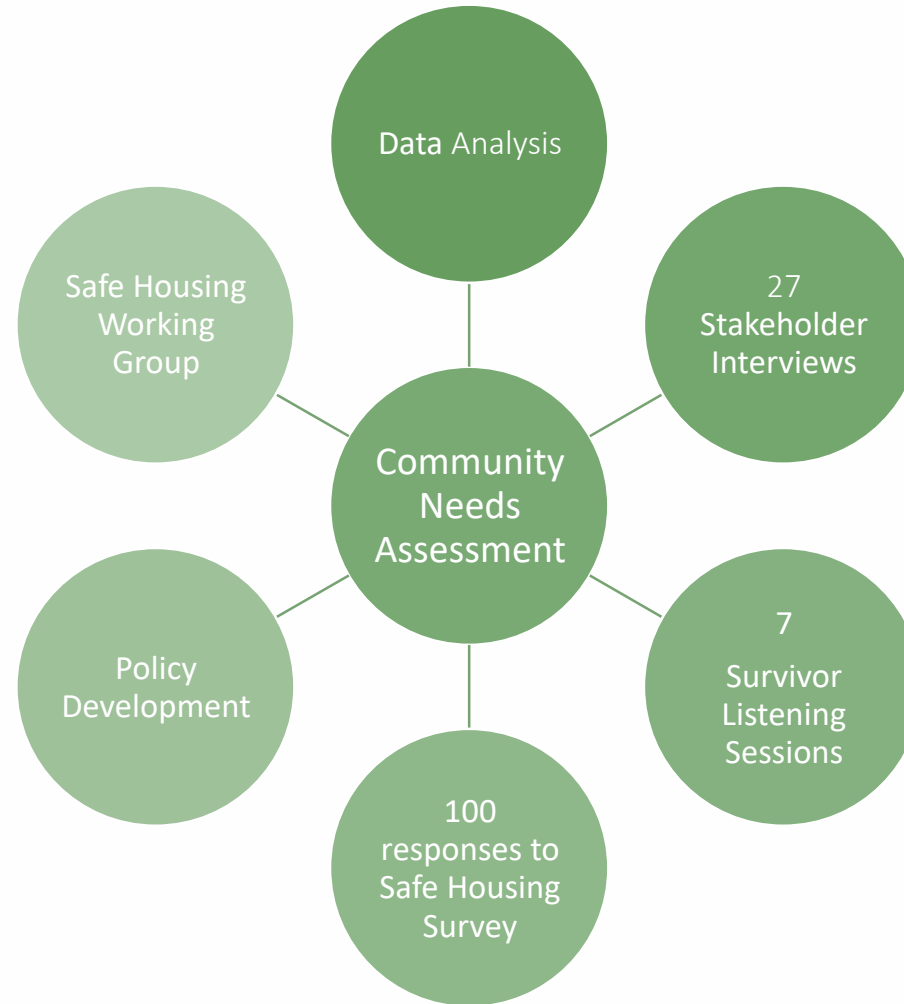 Data Analysis
27
Stakeholder
Interviews
7
Survivor
Listening
Sessions
100
responses to
Safe Housing
Survey
Policy
Development
Safe Housing
Working
Group
Community
Needs
Assessment